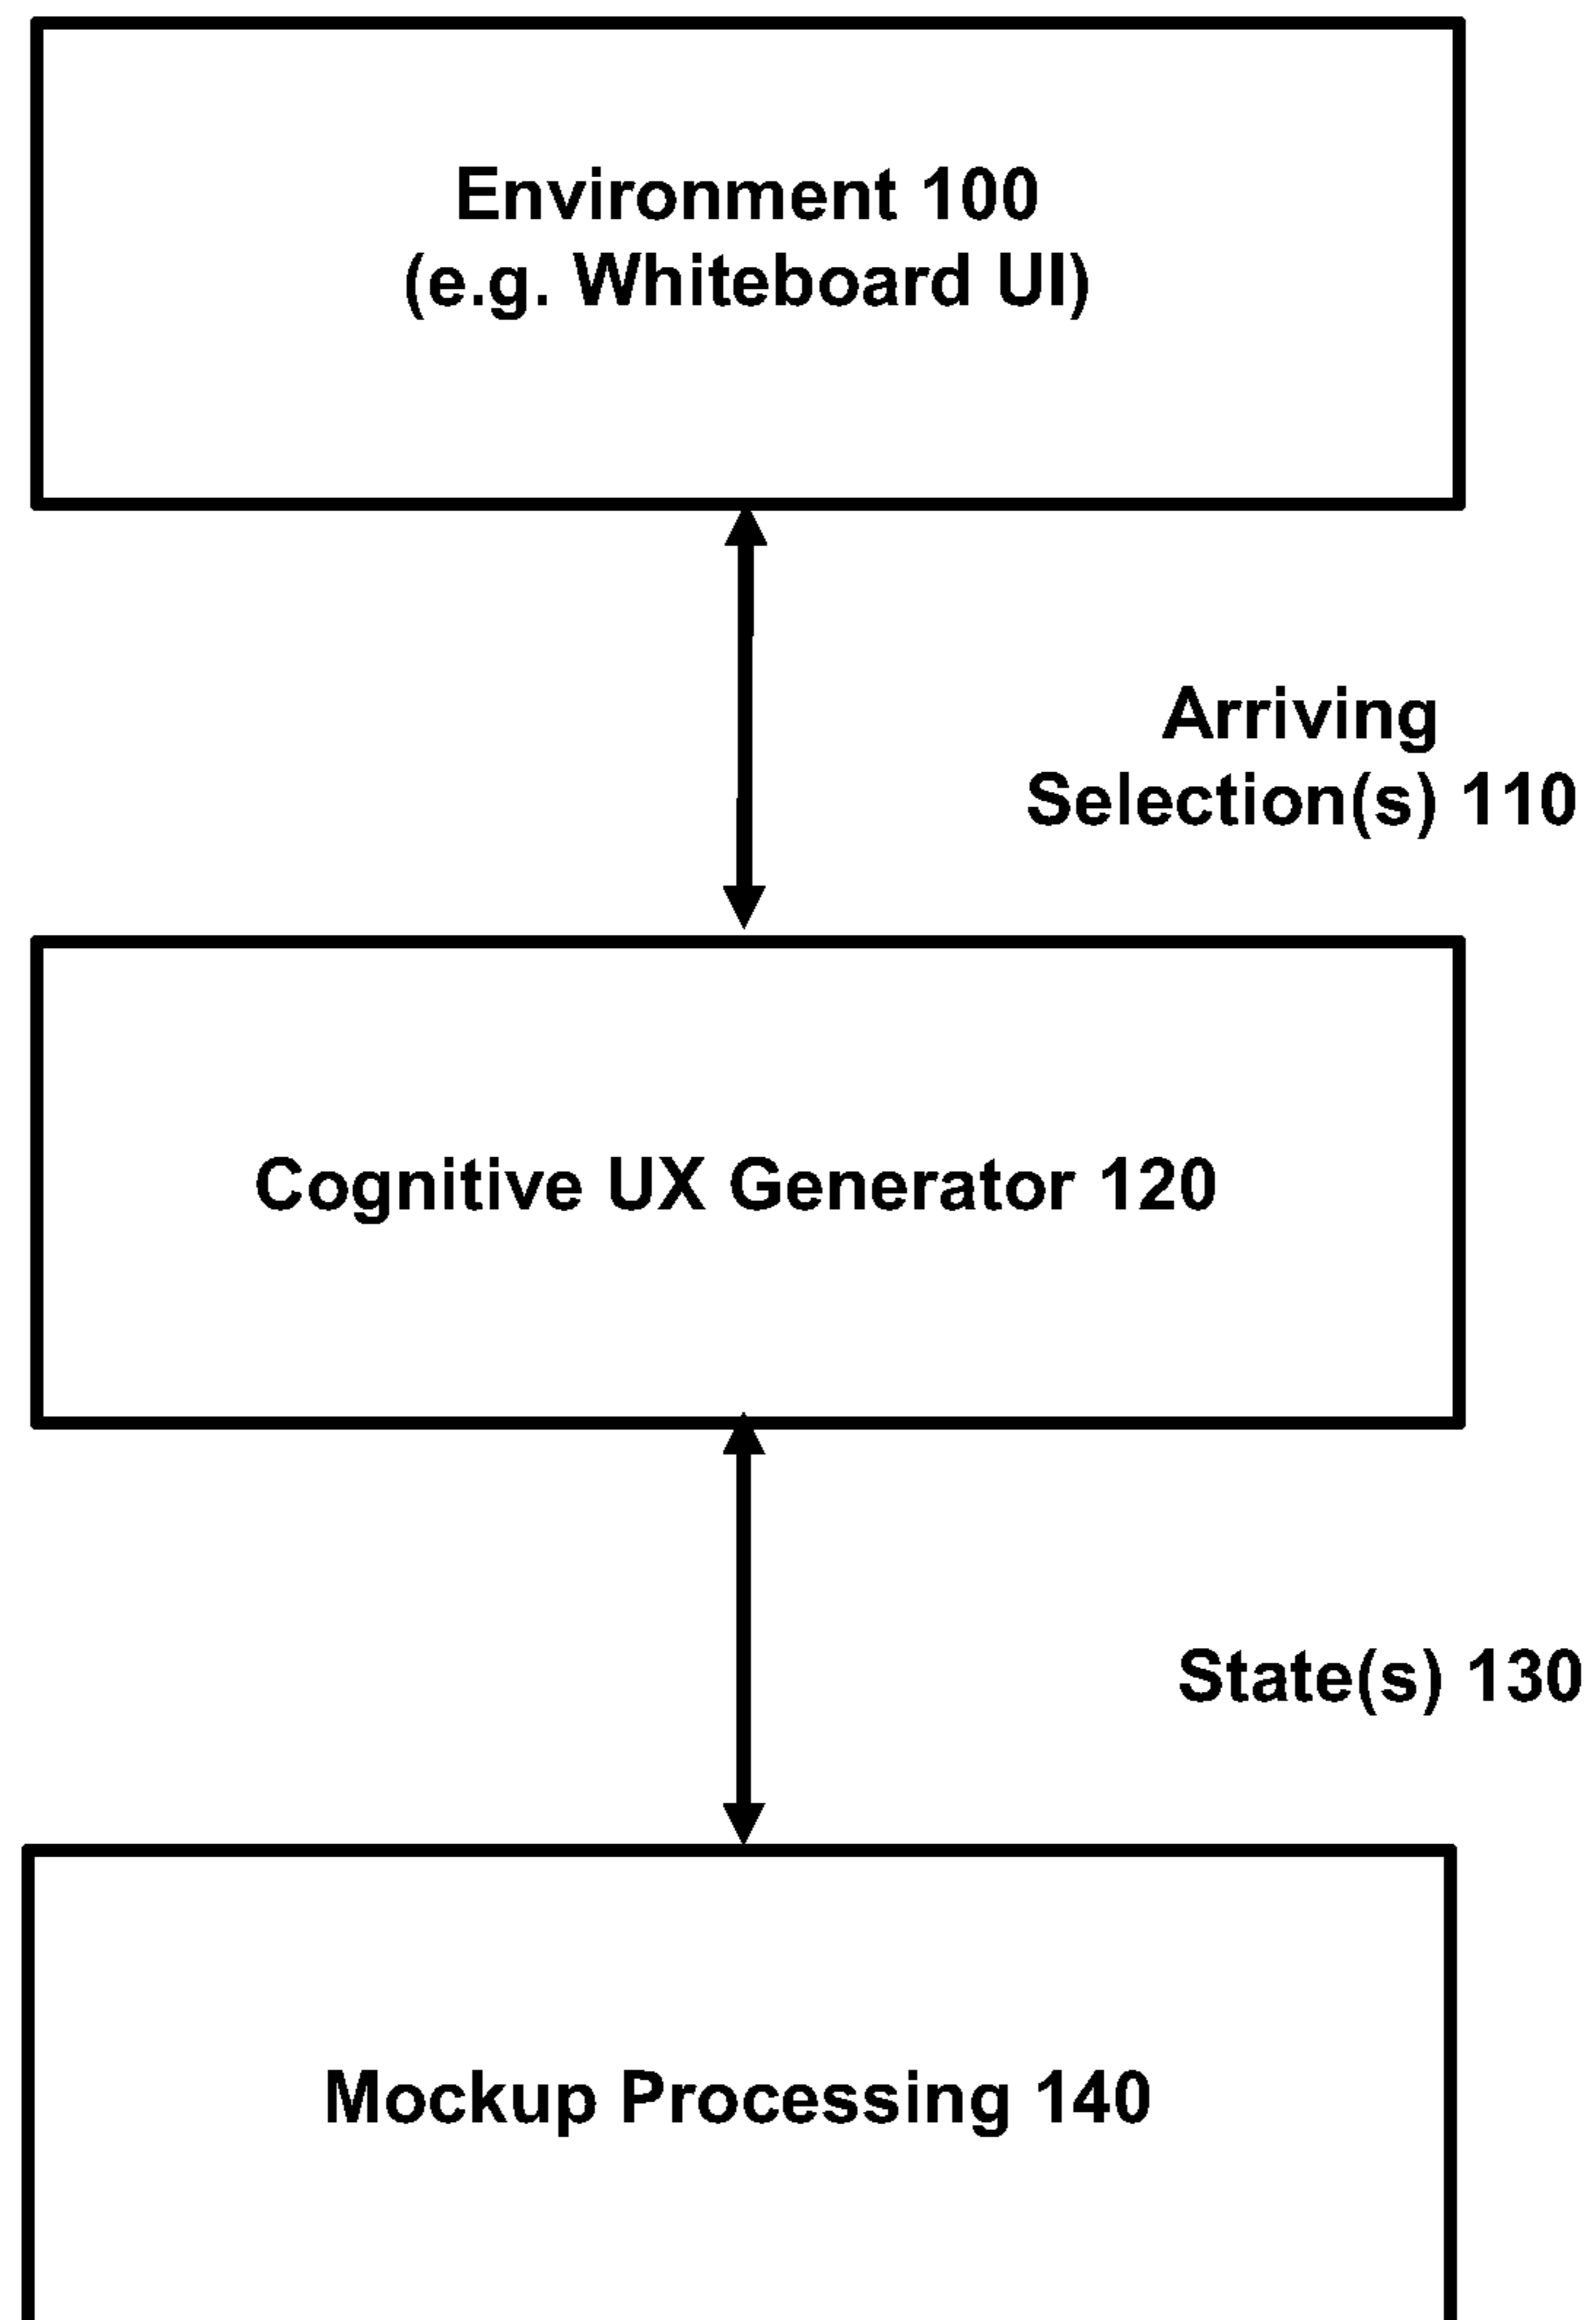 Environment 100
(e.g. Whiteboard UI)
Arriving
Selection(s) 110
Cognitive UX Generator 120
State(s) 130
Mockup Processing 140